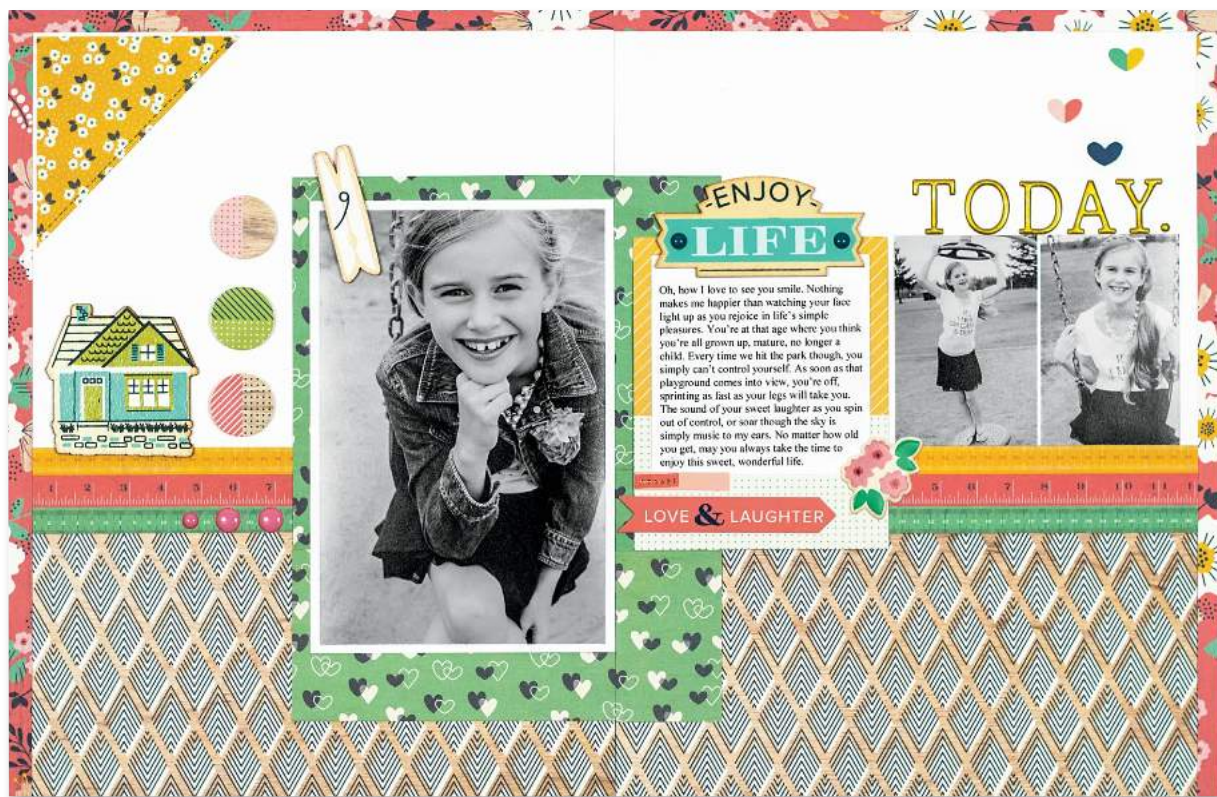 9
-ENJOY-
LIFE
TODAY.
Oh, how I love to see you smile. Nothing
makes me happier than watching your face
light up as you rejoice in life's simple
pleasures. You're at that age where you think
you're all grown up, mature, no longer a
child. Every time we hit the park though, you
simply can't control yourself. As soon as that
playground comes into view, you're off,
sprinting as fast as your legs will take you.
The sound of your sweet laughter as you spin
out of control, or soar though the sky is
simply music to my ears. No matter how old
you get, may you always take the time to
enjoy this sweet, wonderful life.
LOVE & LAUGHTER
1 2 3 4 5 6 7
5 7 8 9 10 11